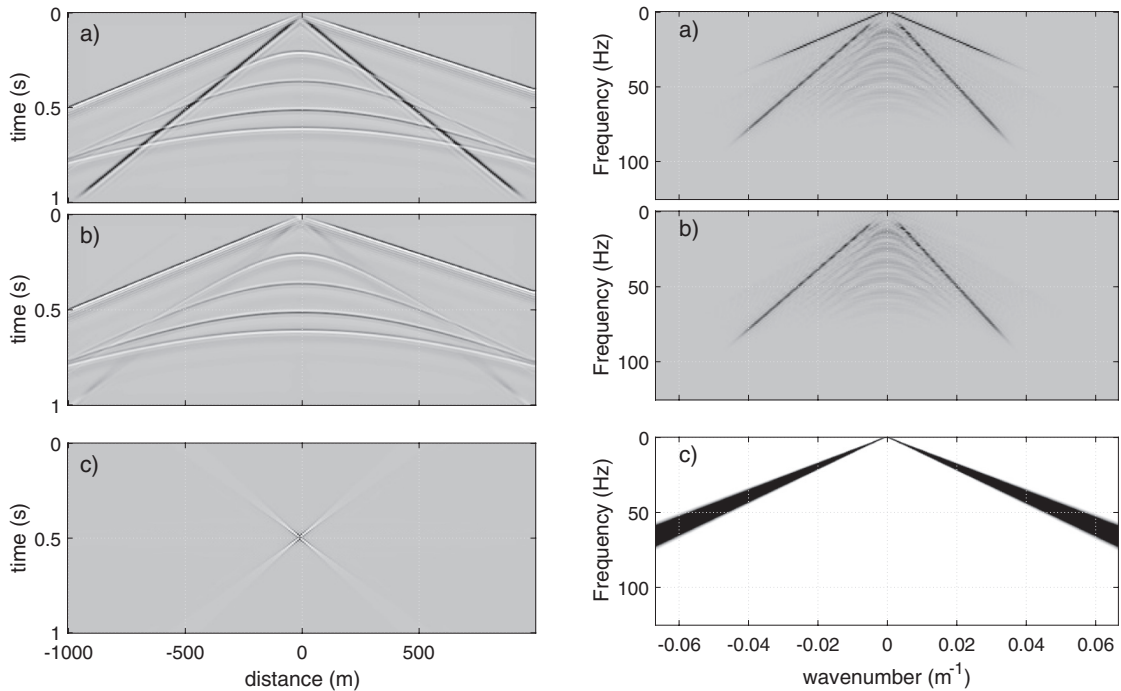 a)
0
0.5
1
time (s)
b)
0
0.5
1
time (s)
c)
0
0.5
1
time (s)
-1000
-500
0
500
distance (m)
a)
0
50
100
Frequency (Hz)
b)
0
50
100
Frequency (Hz)
c)
0
50
100
Frequency (Hz)
-0.06
-0.04
-0.02
0
0.02
0.04
0.06
wavenumber (m⁻¹)